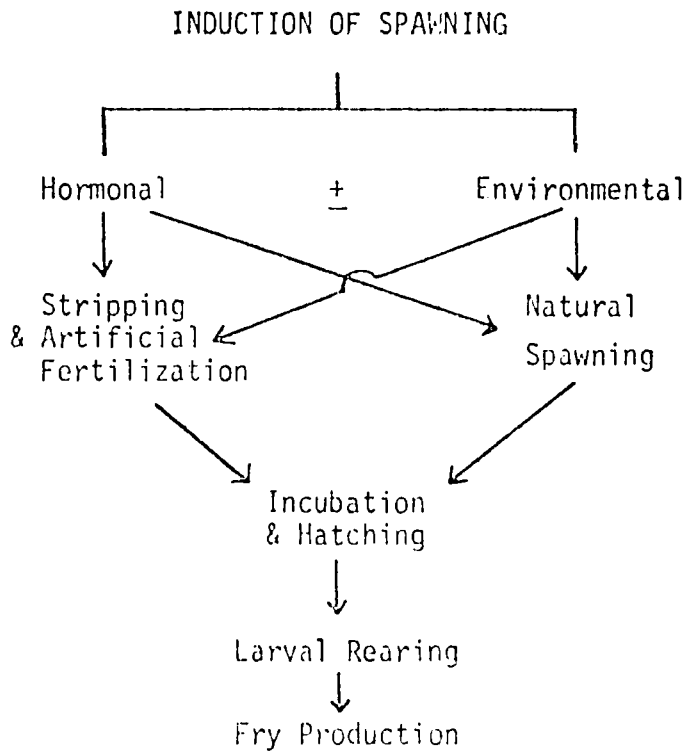 INDUCTION OF SPAWNING
Hormonal ± Environmental
Stripping
& Artificial
Fertilization
Natural
Spawning
Incubation
& Hatching
Larval Rearing
Fry Production